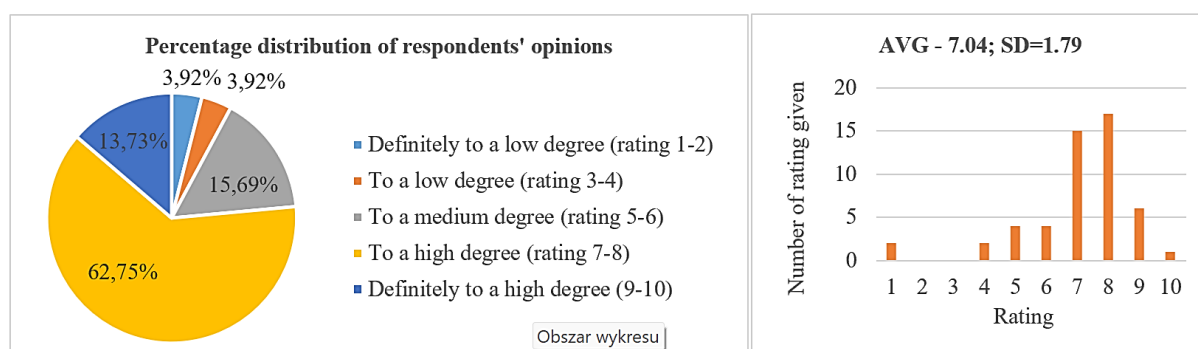 Percentage distribution of respondents' opinions
3,92% 3,92%
13,73%
15,69%
62,75%
Definitely to a low degree (rating 1-2)
To a low degree (rating 3-4)
To a medium degree (rating 5-6)
To a high degree (rating 7-8)
Definitely to a high degree (9-10)
Obszar wykresu
AVG - 7.04; SD=1.79
Number of rating given
20
15
10
5
0
1 2 3 4 5 6 7 8 9 10
Rating